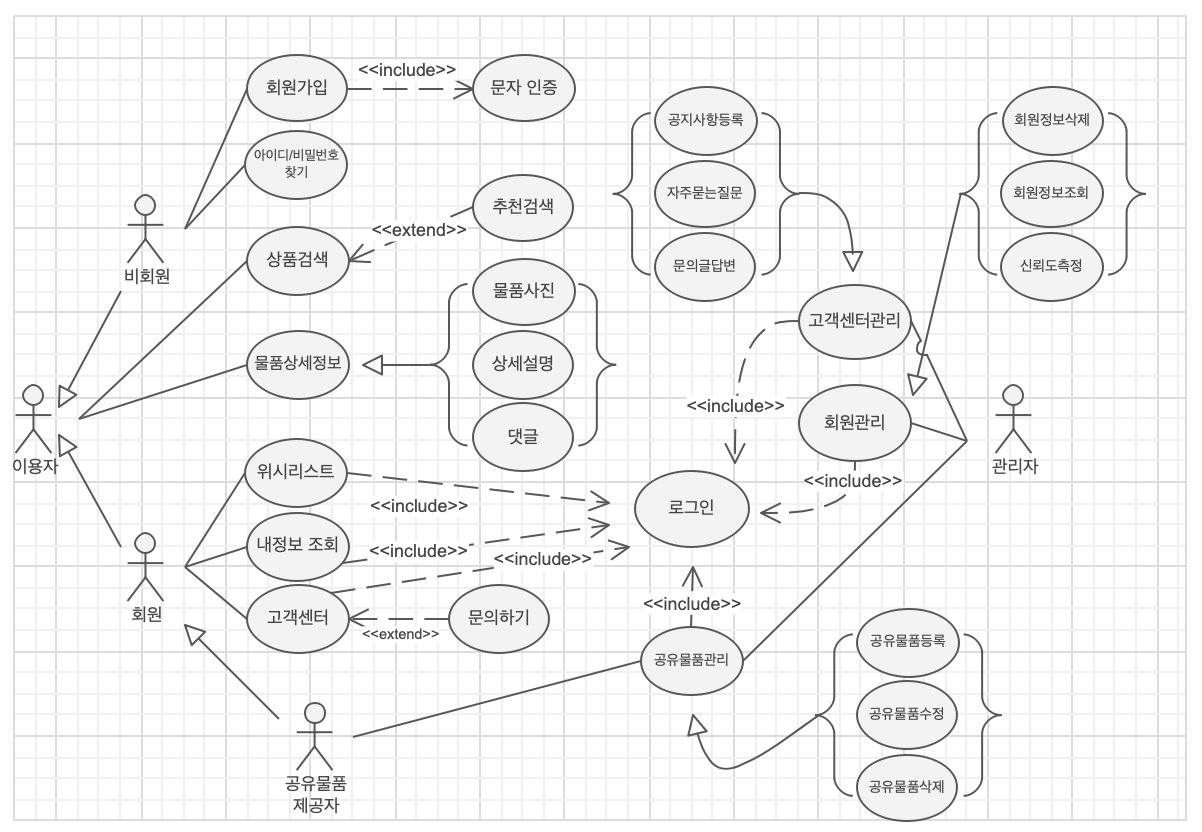 회원가입
<<include>>
문자 인증
아이디/비밀번호
찾기
비회원
추천검색
<<extend>>
상품검색
물품사진
물품상세정보
상세설명
댓글
이용자
공지사항등록
자주묻는질문
문의글답변
회원정보삭제
회원정보조회
신뢰도측정
고객센터관리
<<include>>
회원관리
관리자
<<include>>
로그인
위시리스트
<<include>>
내정보 조회
<<include>>
<<include>>
회원
고객센터
<<extend>>
문의하기
<<include>>
공유물품관리
공유물품등록
공유물품수정
공유물품삭제
공유물품
제공자